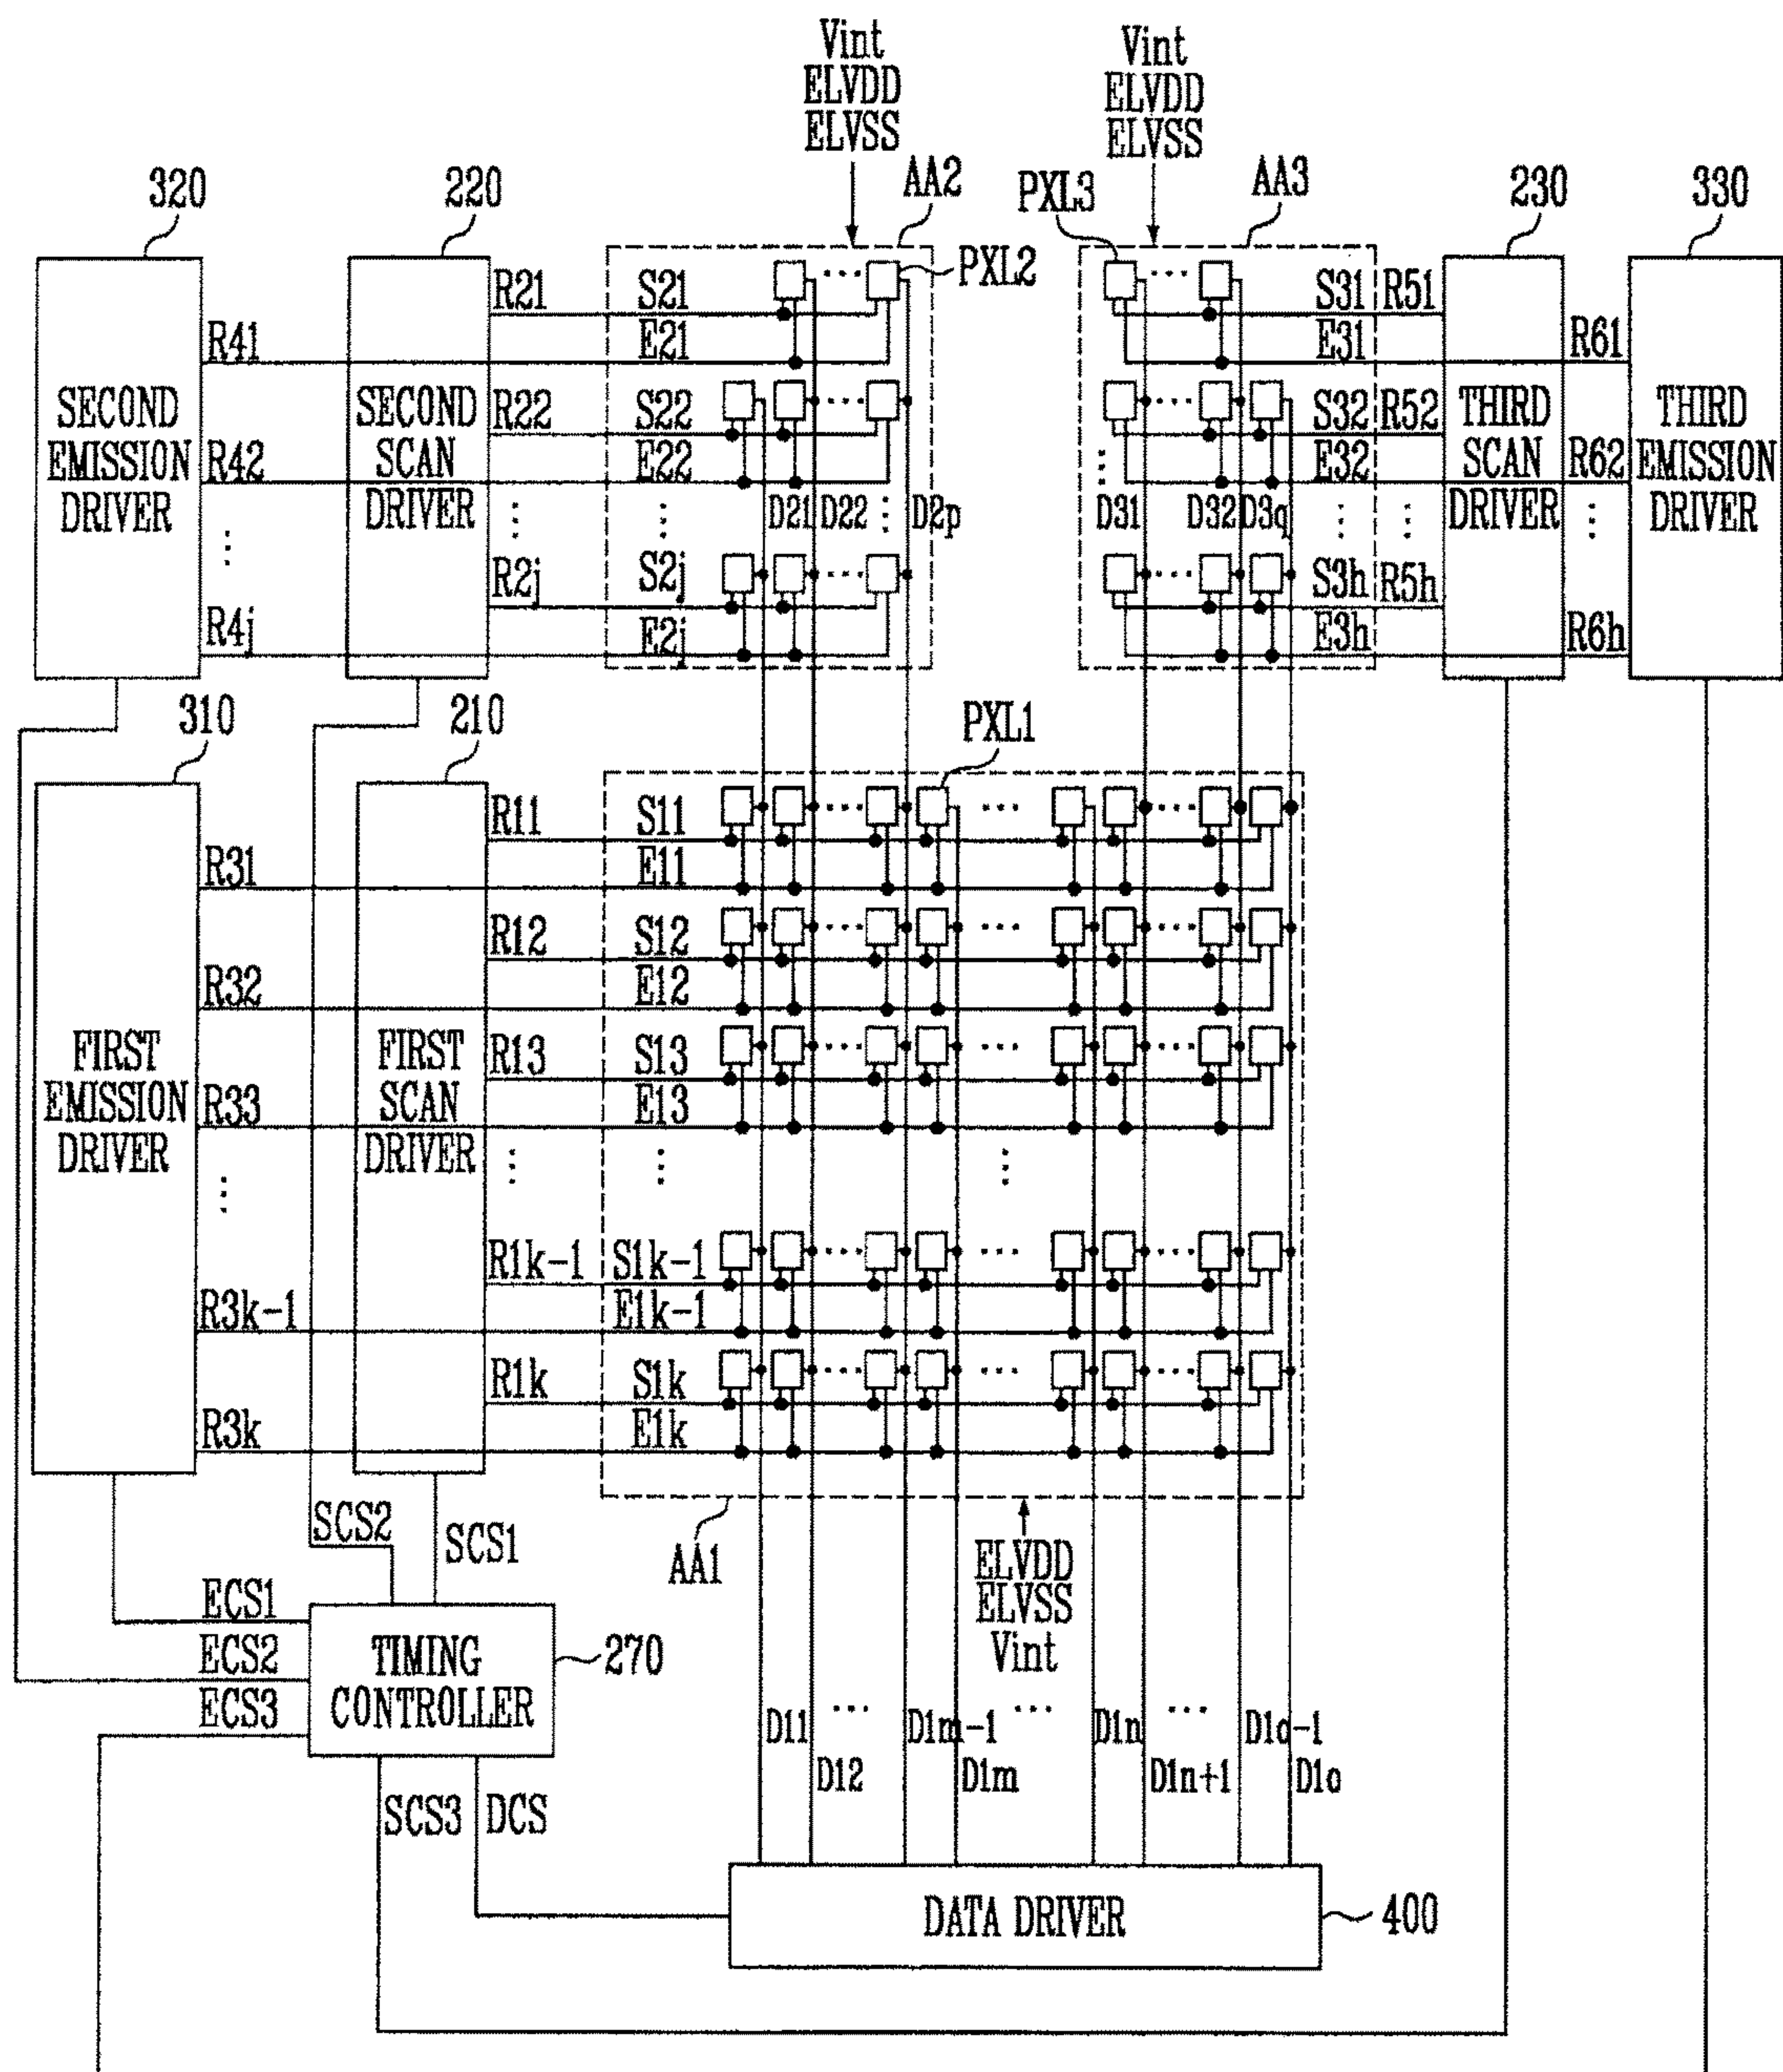 Vint
ELVDD
ELVSS
Vint
ELVDD
ELVSS
320
220
AA2
PXL3
AA3
230
330
PXL2
R21
S21
S31
R51
R41
E21
E31
R61
SECOND
EMISSION
DRIVER
SECOND
SCAN
DRIVER
R22
S22
S32
R52
THIRD
SCAN
DRIVER
THIRD
EMISSION
DRIVER
R42
E22
E32
R62
D21
D22
D2p
D31
D32
D3q
R2j
S2j
S3h
R5h
R4j
E2j
E3h
R6h
310
210
PXL1
R11
S11
R31
E11
R12
S12
R32
E12
FIRST
EMISSION
DRIVER
FIRST
SCAN
DRIVER
R13
S13
R33
E13
R1k-1
S1k-1
R3k-1
E1k-1
R1k
S1k
R3k
E1k
SCS2
SCS1
AA1
ELVDD
ELVSS
Vint
ECS1
ECS2
ECS3
TIMING
CONTROLLER
270
D11
D12
D1m-1
D1m
D1n
D1n+1
D1o-1
D1o
SCS3
DCS
DATA DRIVER
400